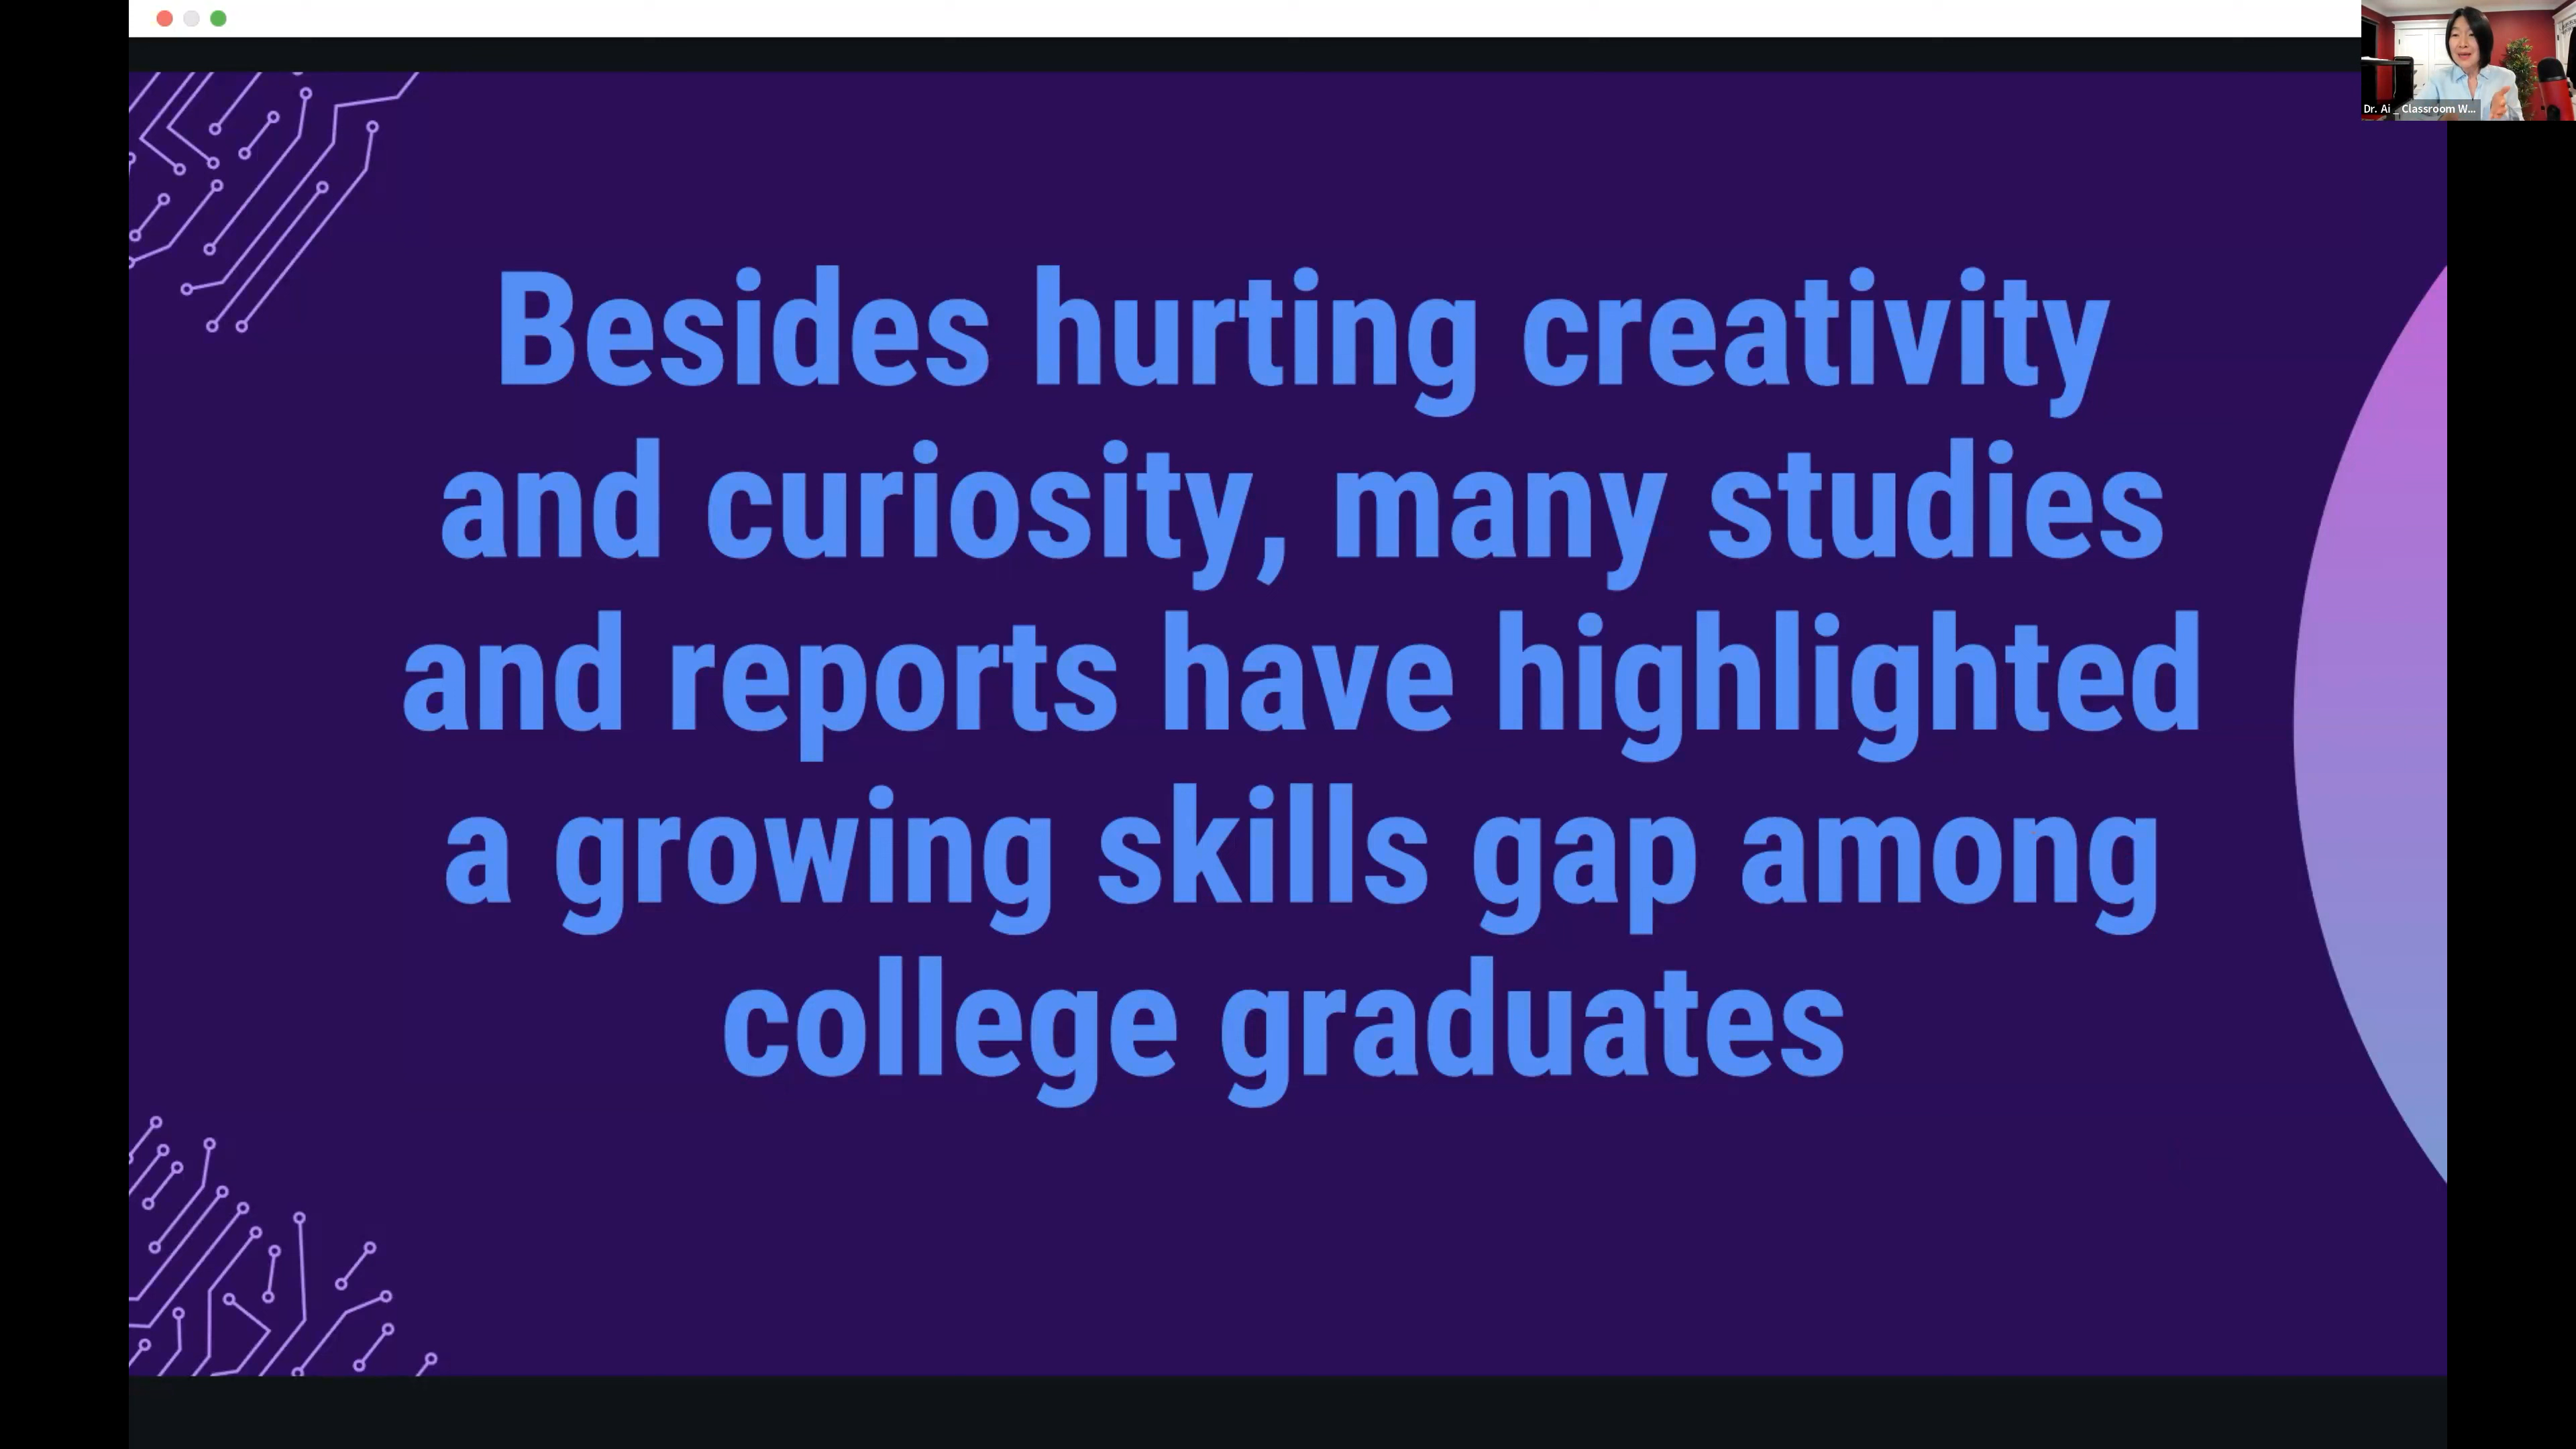 Dr. Ai _ Classroom W...
Besides hurting creativity
and curiosity, many studies
and reports have highlighted
a growing skills gap among
college graduates